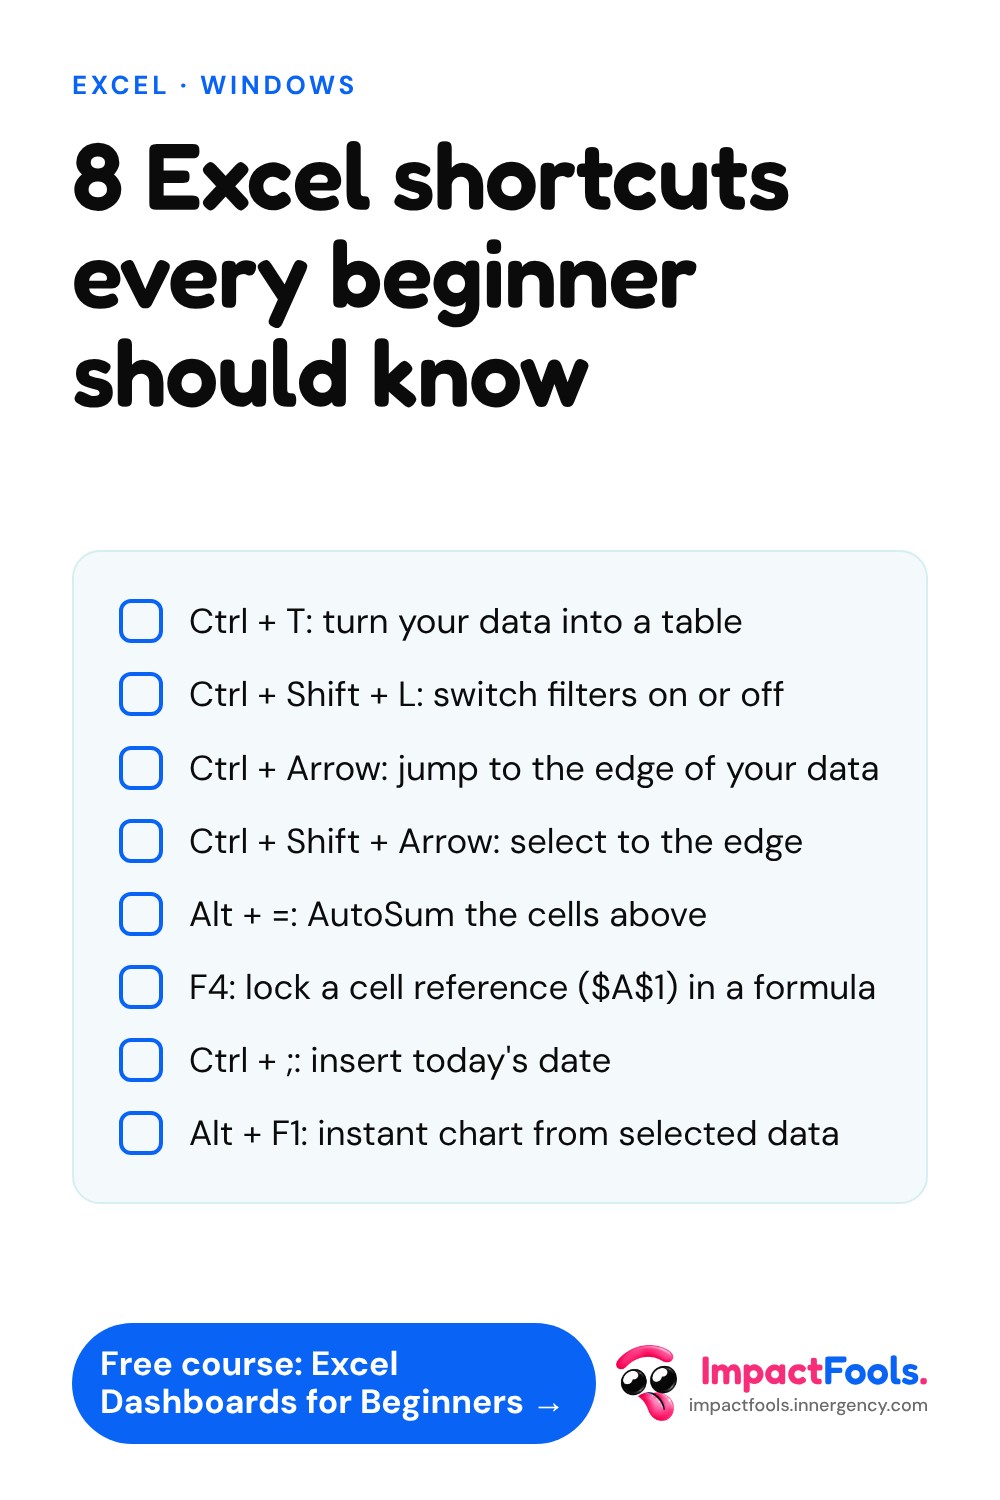 EXCEL · WINDOWS
8 Excel shortcuts
every beginner
should know
Ctrl + T: turn your data into a table
Ctrl + Shift + L: switch filters on or off
Ctrl + Arrow: jump to the edge of your data
Ctrl + Shift + Arrow: select to the edge
Alt + =: AutoSum the cells above
F4: lock a cell reference ($A$1) in a formula
Ctrl + ;: insert today's date
Alt + F1: instant chart from selected data
Free course: Excel
Dashboards for Beginners →
ImpactFools.
impactfools.innergency.com